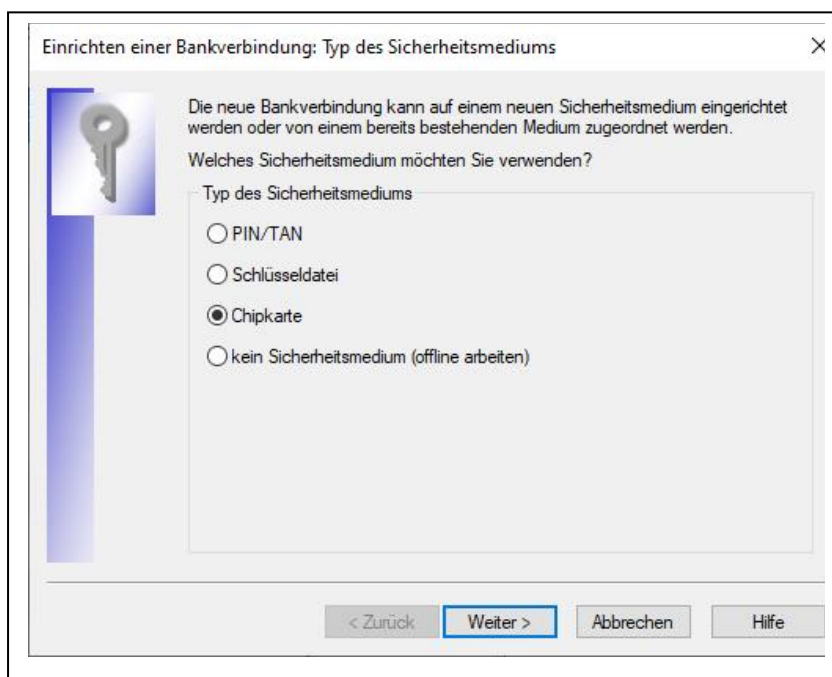 Einrichten einer Bankverbindung: Typ des Sicherheitsmediums
Die neue Bankverbindung kann auf einem neuen Sicherheitsmedium eingerichtet
werden oder von einem bereits bestehenden Medium zugeordnet werden.
Welches Sicherheitsmedium möchten Sie verwenden?
Typ des Sicherheitsmediums
PIN/TAN
Schlüsseldatei
Chipkarte
kein Sicherheitsmedium (offline arbeiten)
< Zurück Weiter > Abbrechen Hilfe